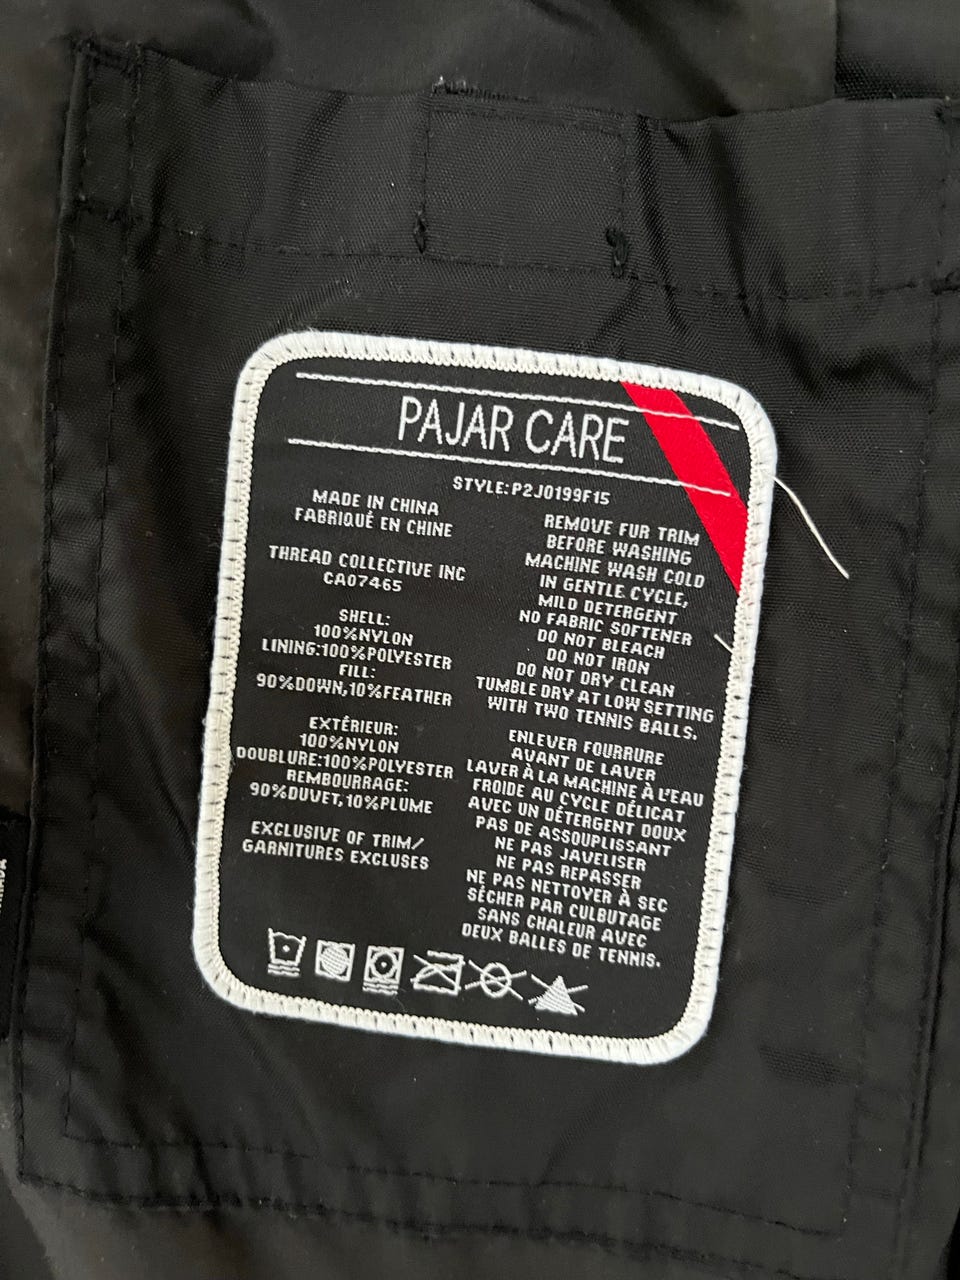 PAJAR CARE
STYLE:P2J0199F15
MADE IN CHINA
FABRIQUÉ EN CHINE
THREAD COLLECTIVE INC
CA07465
SHELL:
100%NYLON
LINING:100%POLYESTER
FILL:
90%DOWN,10%FEATHER
EXTÉRIEUR:
100%NYLON
DOUBLURE:100%POLYESTER
REMBOURRAGE:
90%DUVET,10%PLUME
EXCLUSIVE OF TRIM/
GARNITURES EXCLUSES
REMOVE FUR TRIM
BEFORE WASHING
MACHINE WASH COLD
IN GENTLE CYCLE,
MILD DETERGENT
NO FABRIC SOFTENER
DO NOT BLEACH
DO NOT IRON
DO NOT DRY CLEAN
TUMBLE DRY AT LOW SETTING
WITH TWO TENNIS BALLS.
ENLEVER FOURRURE
AVANT DE LAVER
LAVER À LA MACHINE À L'EAU
FROIDE AU CYCLE DÉLICAT
AVEC UN DÉTERGENT DOUX
PAS DE ASSOUPLISSANT
NE PAS JAVELISER
NE PAS REPASSER
NE PAS NETTOYER À SEC
SÉCHER PAR CULBUTAGE
SANS CHALEUR AVEC
DEUX BALLES DE TENNIS.